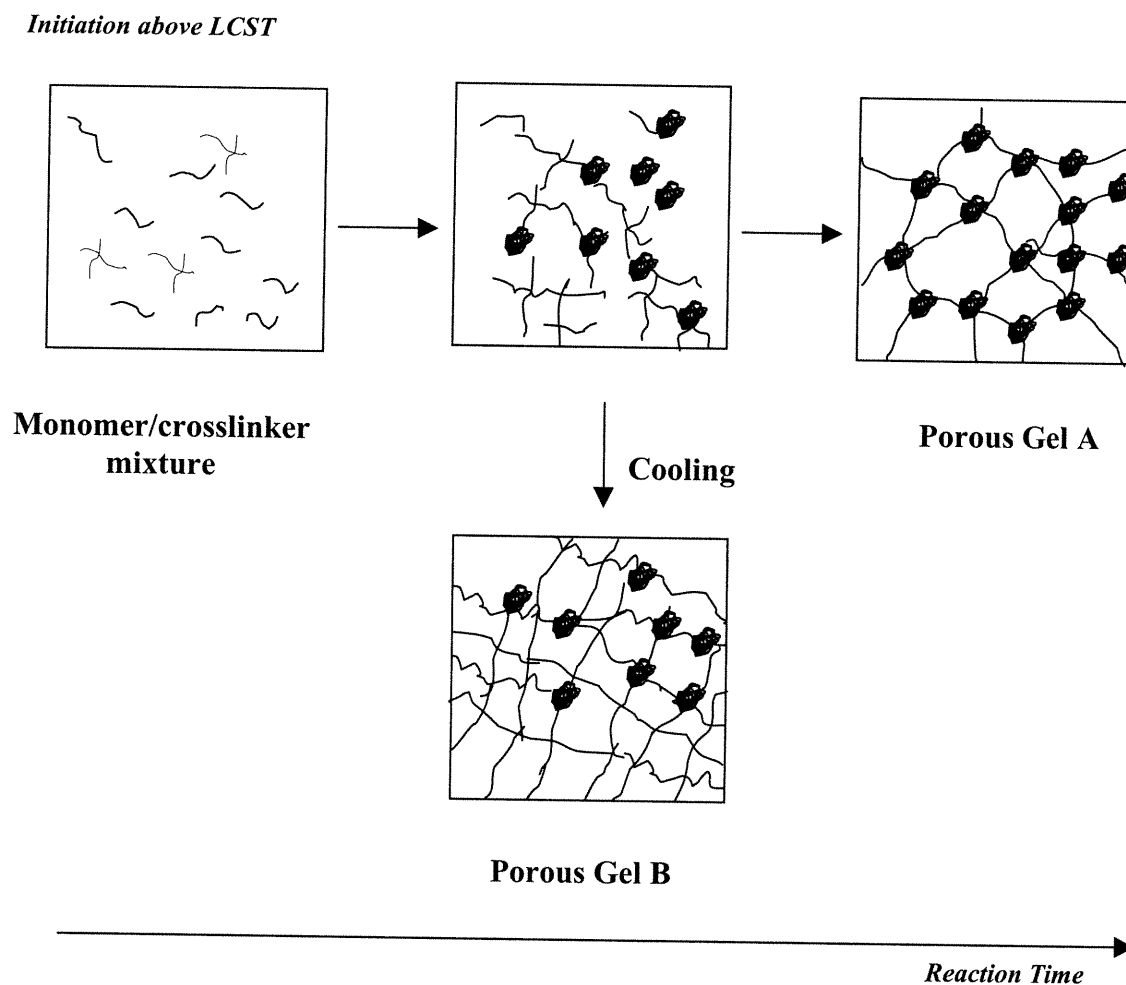 Initiation above LCST
Monomer/crosslinker
mixture
Porous Gel A
Cooling
Porous Gel B
Reaction Time